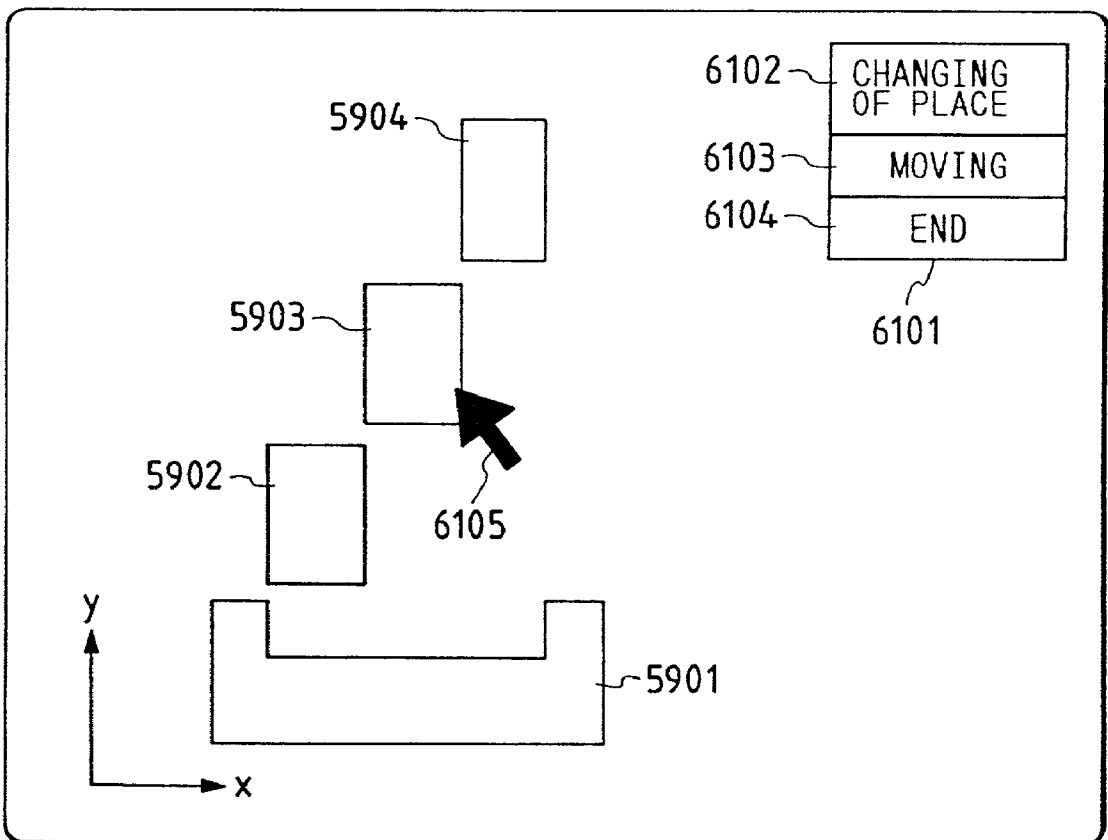 6102
CHANGING
OF PLACE
5904
6103
MOVING
6104
END
5903
6101
5902
6105
y
5901
x